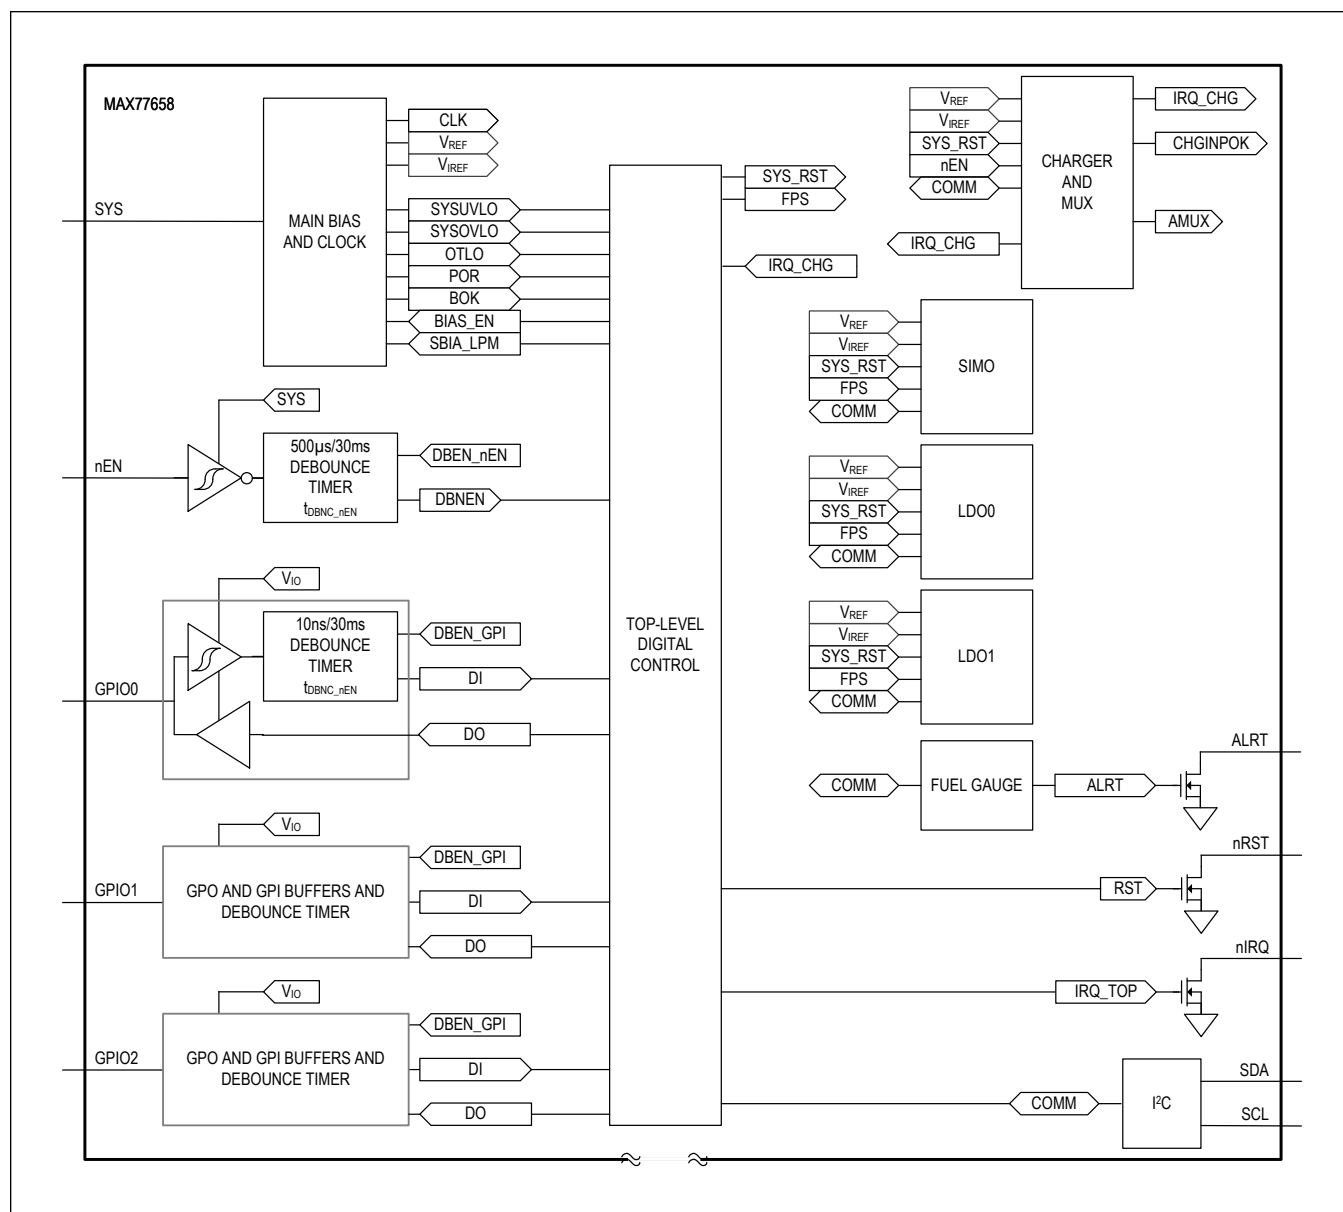 MAX77658
SYS
MAIN BIAS
AND CLOCK
CLK
VREF
VIREF
SYSUVLO
SYSOVLO
OTLO
POR
BOK
BIAS_EN
SBIA_LPM
SYS
nEN
500µs/30ms
DEBOUNCE
TIMER
tDBNC_nEN
DBEN_nEN
DBNEN
VIO
GPIO0
10ns/30ms
DEBOUNCE
TIMER
tDBNC_nEN
DBEN_GPI
DI
DO
VIO
GPIO1
GPO AND GPI BUFFERS AND
DEBOUNCE TIMER
DBEN_GPI
DI
DO
VIO
GPIO2
GPO AND GPI BUFFERS AND
DEBOUNCE TIMER
DBEN_GPI
DI
DO
TOP-LEVEL
DIGITAL
CONTROL
SYS_RST
FPS
IRQ_CHG
VREF
VIREF
SYS_RST
nEN
COMM
IRQ_CHG
CHARGER
AND
MUX
IRQ_CHG
CHGINPOK
AMUX
VREF
VIREF
SYS_RST
FPS
COMM
SIMO
VREF
VIREF
SYS_RST
FPS
COMM
LDO0
VREF
VIREF
SYS_RST
FPS
COMM
LDO1
COMM
FUEL GAUGE
ALRT
ALRT
RST
nRST
IRQ_TOP
nIRQ
COMM
I²C
SDA
SCL